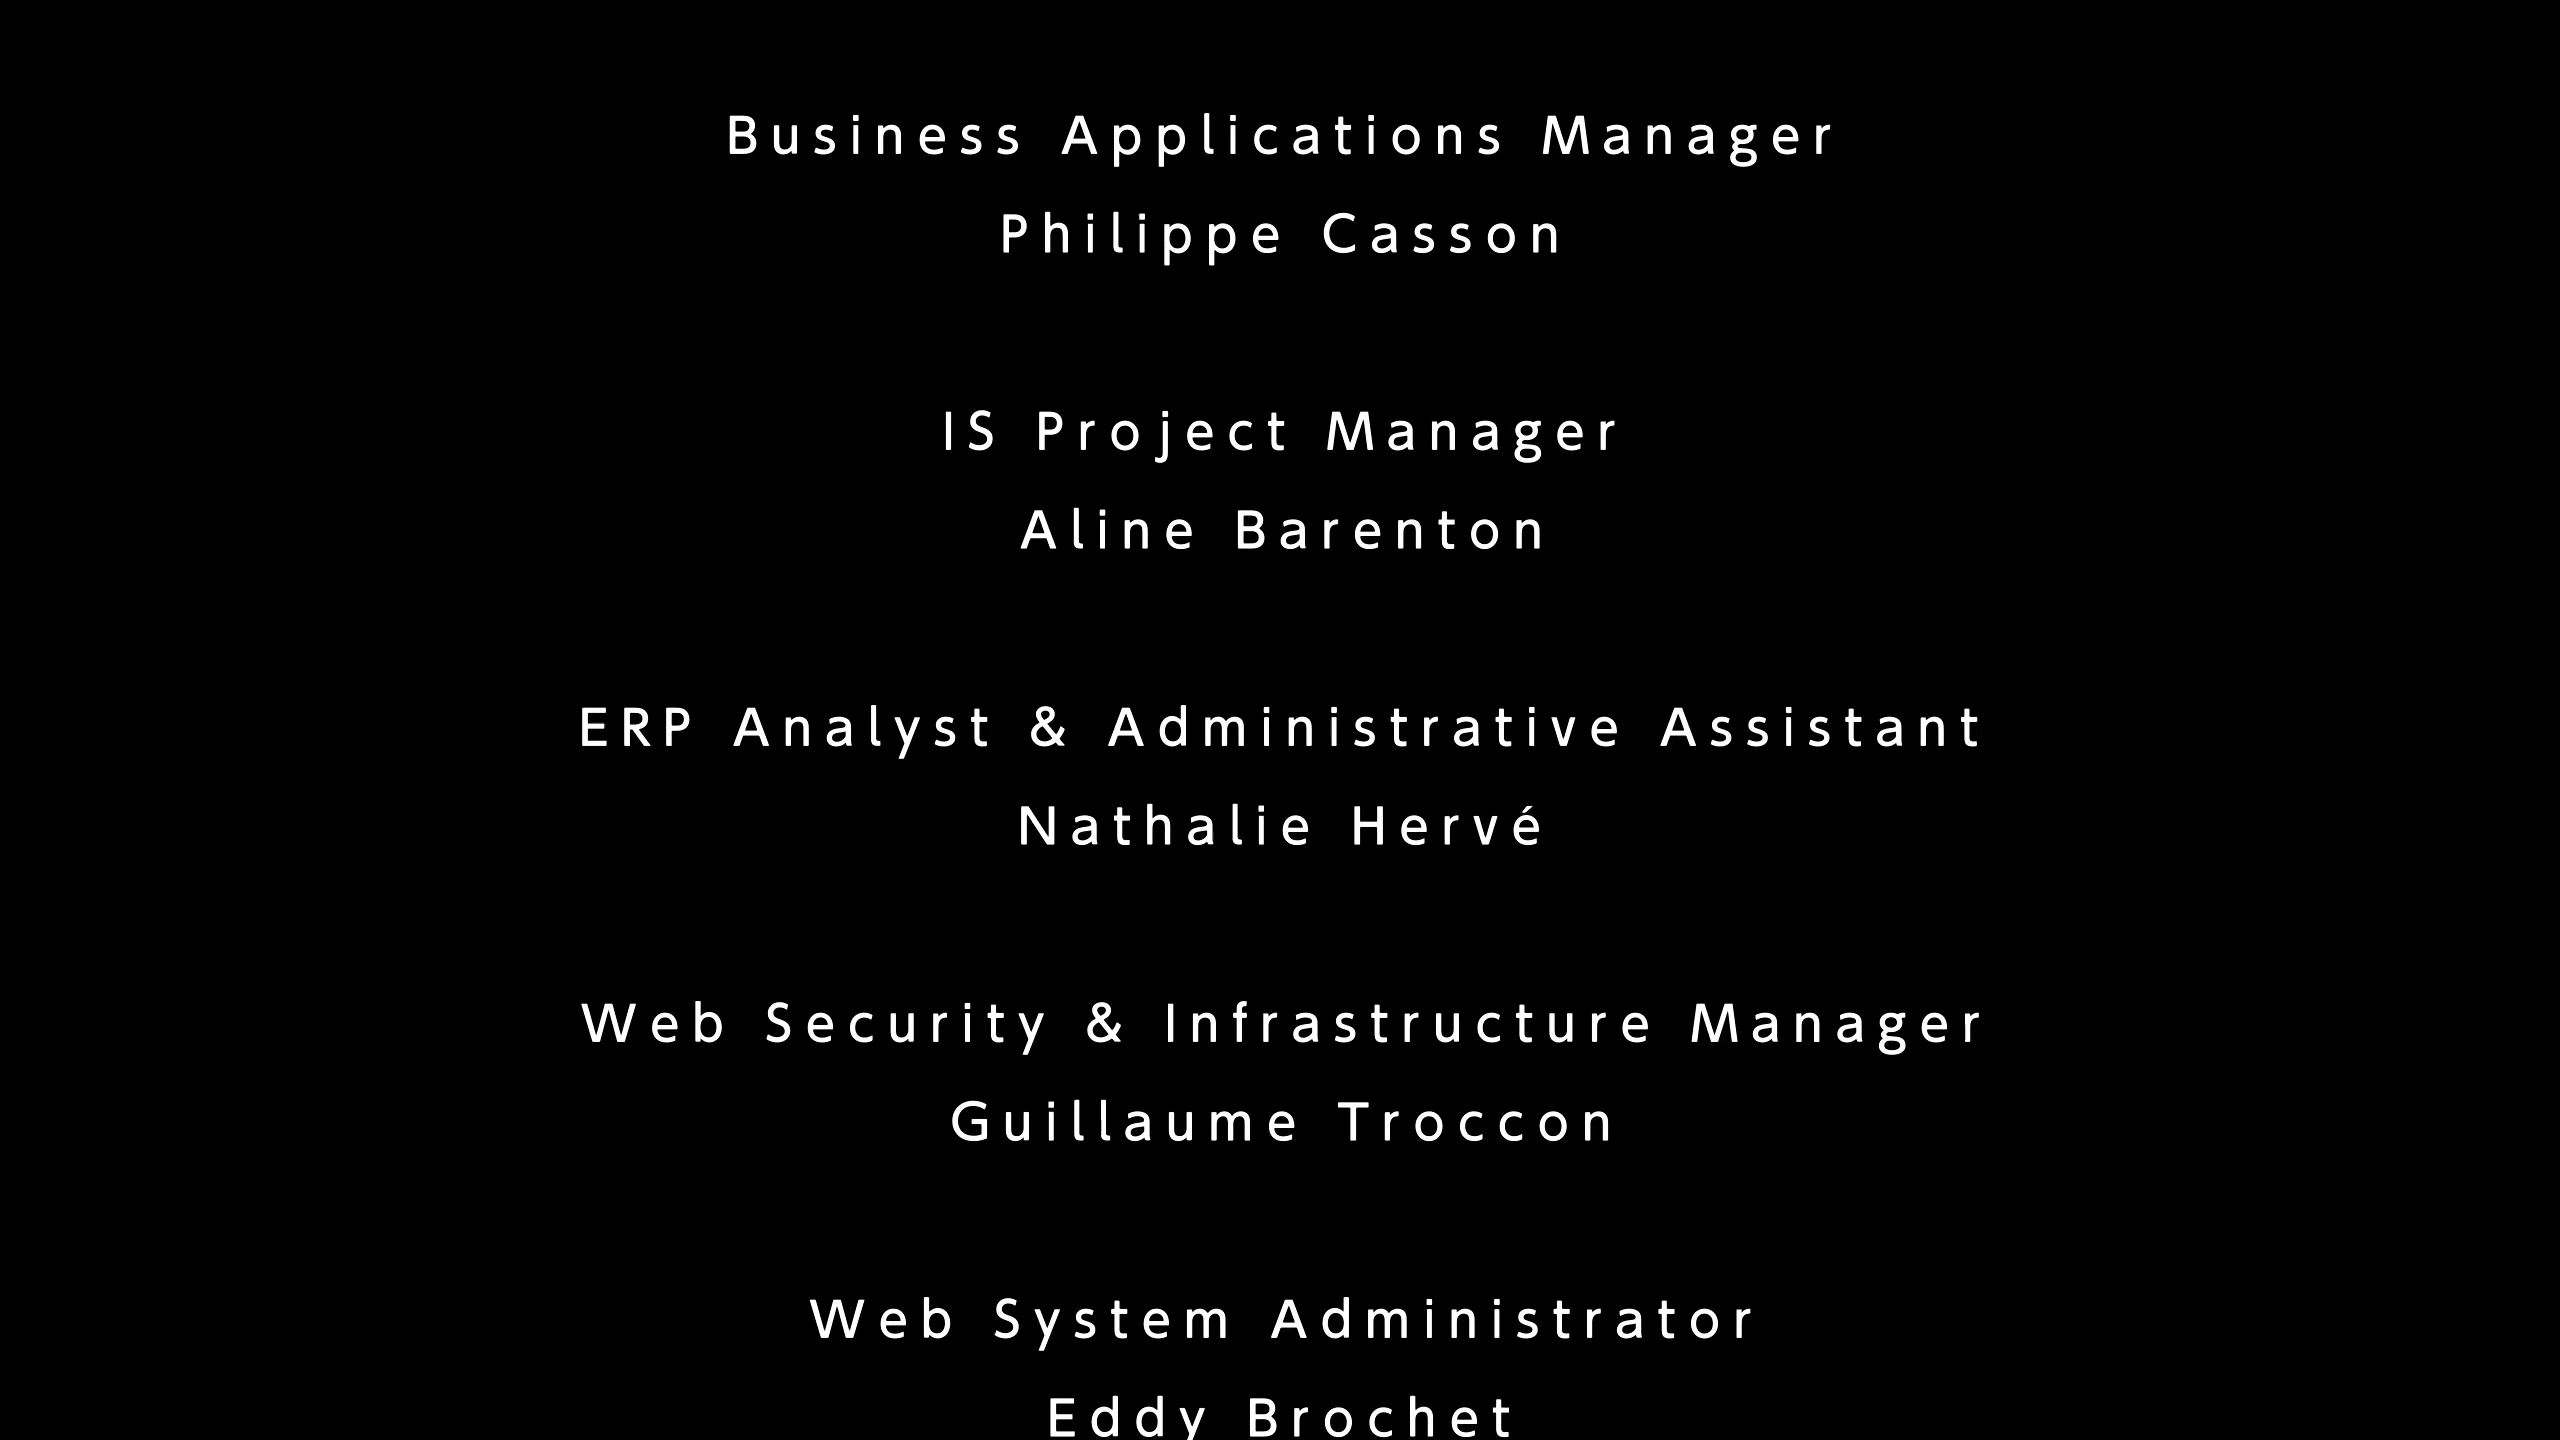 Business Applications Manager
Philippe Casson
IS Project Manager
Aline Barenton
ERP Analyst & Administrative Assistant
Nathalie Hervé
Web Security & Infrastructure Manager
Guillaume Troccon
Web System Administrator
Eddy Brochet